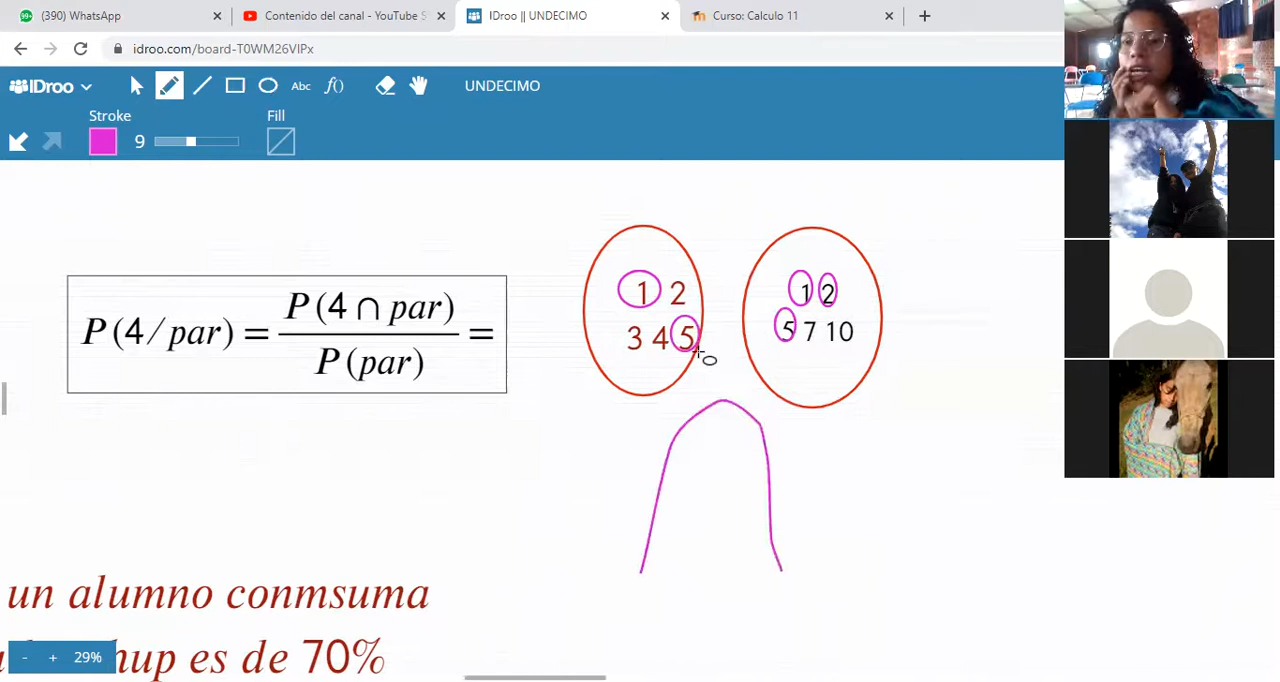 (390) WhatsApp
Contenido del canal - YouTube S
IDroo || UNDECIMO
Curso: Calculo 11
idroo.com/board-T0WM26VIPx
IDroo
Abc
f()
UNDECIMO
Stroke
Fill
9
P(4/par) = P(4 ∩ par) / P(par) =
1 2
3 4 5
1 2
5 7 10
un alumno conmsuma
hup es de 70%
- + 29%